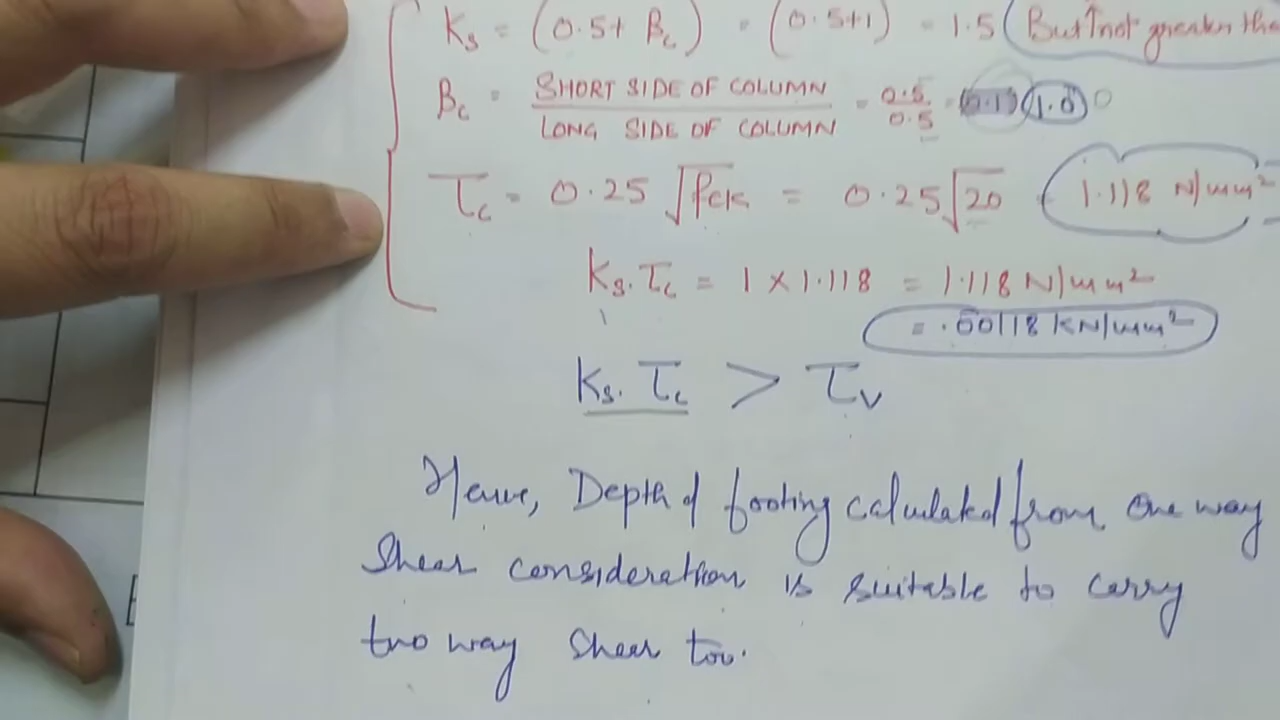 Ks = (0.5 + βc) = (0.5+1) = 1.5 (But not greater tha
βc = SHORT SIDE OF COLUMN / LONG SIDE OF COLUMN = 0.5/0.5 = 1.0
τc = 0.25 √fck = 0.25√20 1.118 N/mm²
Ks.τc = 1 × 1.118 = 1.118 N/mm²
= .00118 KN/mm²
Ks.τc > τv
Hence, Depth of footing calculated from one way
shear consideration is suitable to carry
two way shear too.